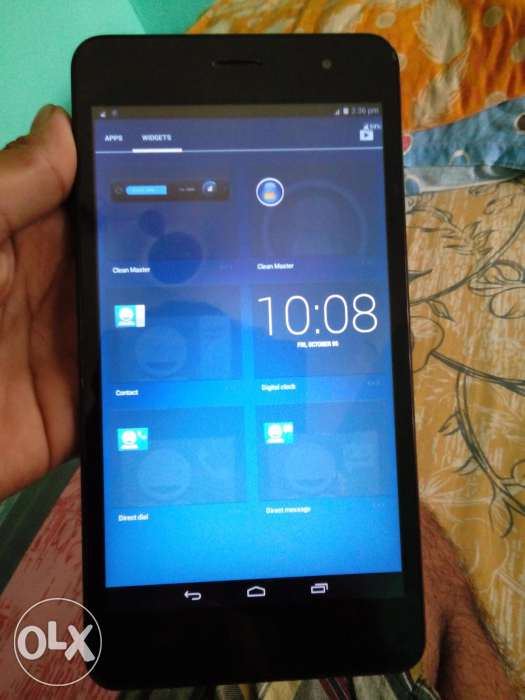 3:36 pm
APPS WIDGETS
Clean Master Clean Master
10:08
FRI, OCTOBER 05
Contact Digital clock
Direct dial Direct message
OLX